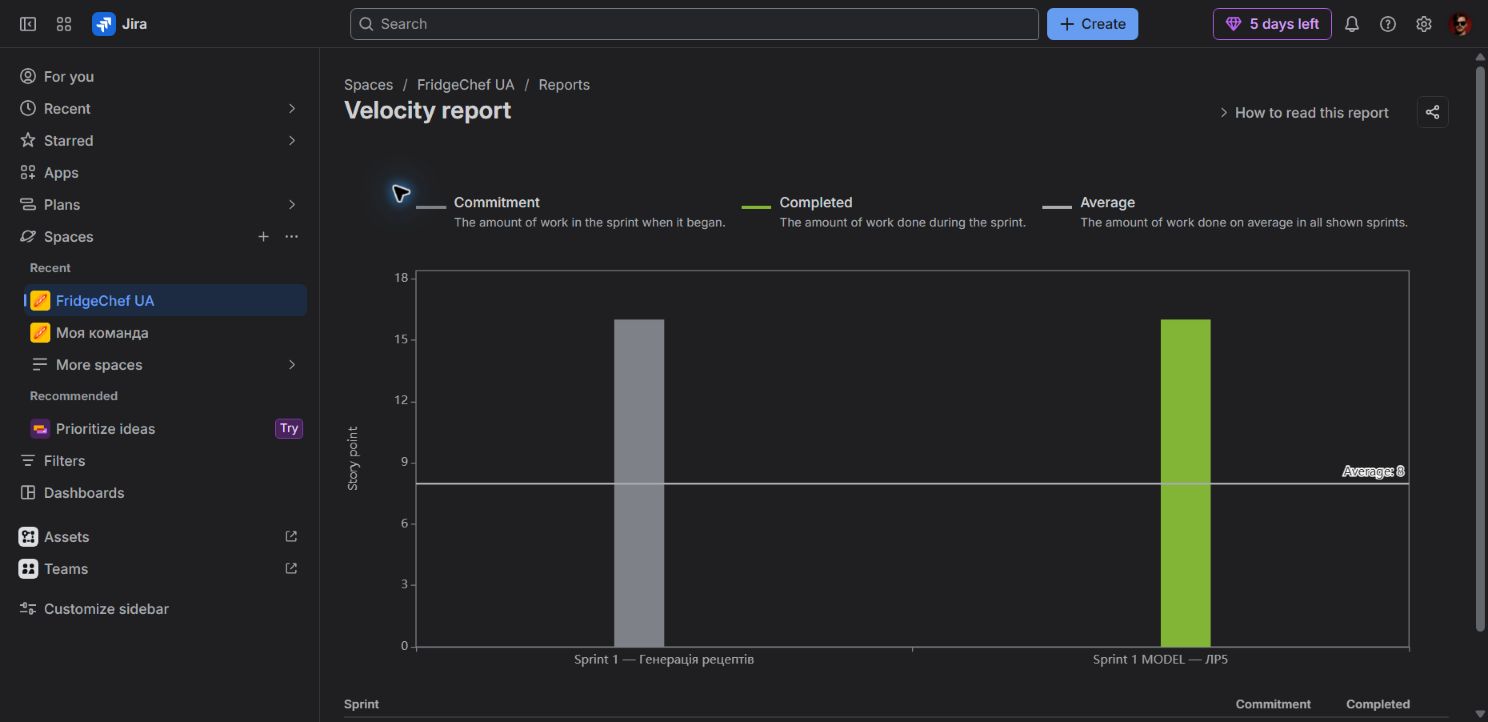 Jira
Search
Create
5 days left
For you
Recent
Starred
Apps
Plans
Spaces
Recent
FridgeChef UA
Моя команда
More spaces
Recommended
Prioritize ideas
Try
Filters
Dashboards
Assets
Teams
Customize sidebar
Spaces / FridgeChef UA / Reports
Velocity report
How to read this report
Commitment
The amount of work in the sprint when it began.
Completed
The amount of work done during the sprint.
Average
The amount of work done on average in all shown sprints.
18
15
12
9
6
3
0
Story point
Average: 8
Sprint 1 — Генерація рецептів
Sprint 1 MODEL — ЛР5
Sprint Commitment Completed